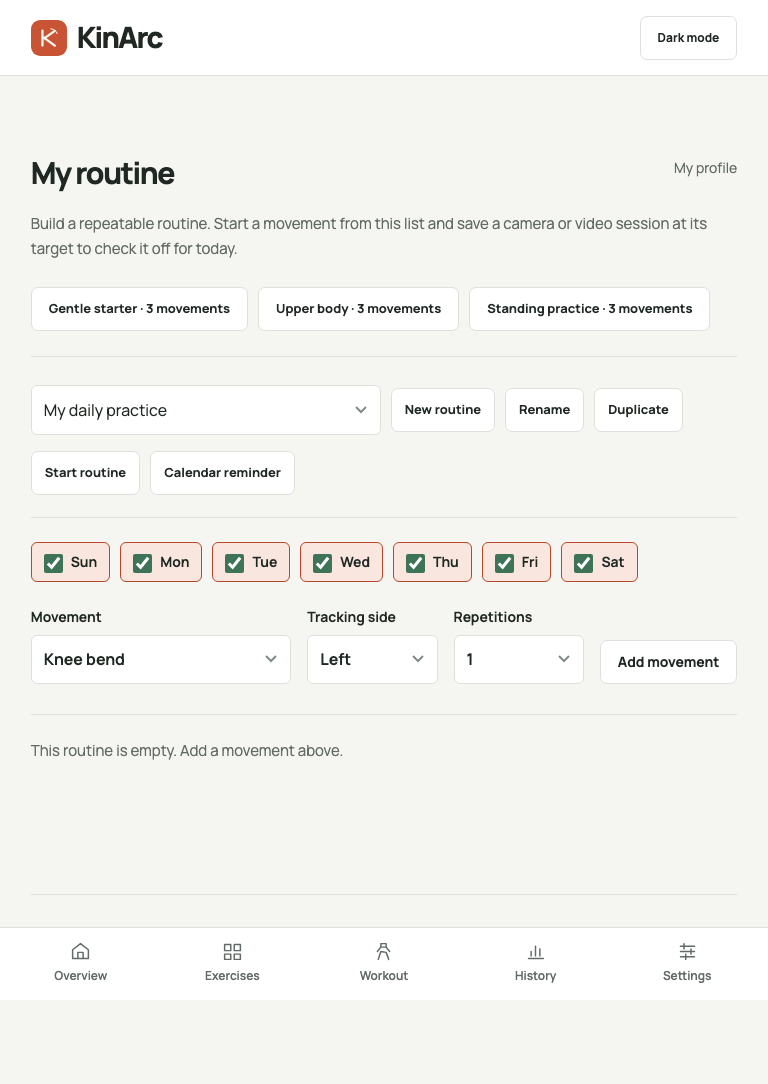 KinArc
Dark mode
My routine
My profile
Build a repeatable routine. Start a movement from this list and save a camera or video session at its
target to check it off for today.
Gentle starter · 3 movements
Upper body · 3 movements
Standing practice · 3 movements
My daily practice
New routine
Rename
Duplicate
Start routine
Calendar reminder
Sun
Mon
Tue
Wed
Thu
Fri
Sat
Movement
Tracking side
Repetitions
Knee bend
Left
1
Add movement
This routine is empty. Add a movement above.
Overview
Exercises
Workout
History
Settings